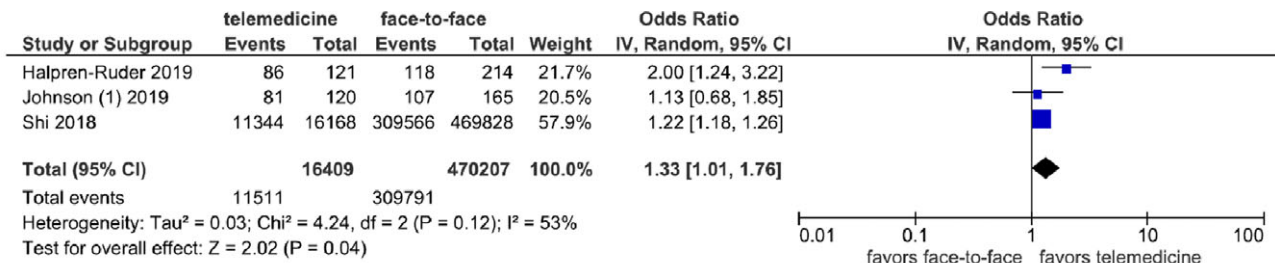 telemedicine face-to-face Odds Ratio Odds Ratio
Study or Subgroup Events Total Events Total Weight IV, Random, 95% CI IV, Random, 95% CI
Halpren-Ruder 2019 86 121 118 214 21.7% 2.00 [1.24, 3.22]
Johnson (1) 2019 81 120 107 165 20.5% 1.13 [0.68, 1.85]
Shi 2018 11344 16168 309566 469828 57.9% 1.22 [1.18, 1.26]
Total (95% CI) 16409 470207 100.0% 1.33 [1.01, 1.76]
Total events 11511 309791
Heterogeneity: Tau² = 0.03; Chi² = 4.24, df = 2 (P = 0.12); I² = 53%
Test for overall effect: Z = 2.02 (P = 0.04)
0.01 0.1 1 10 100
favors face-to-face favors telemedicine